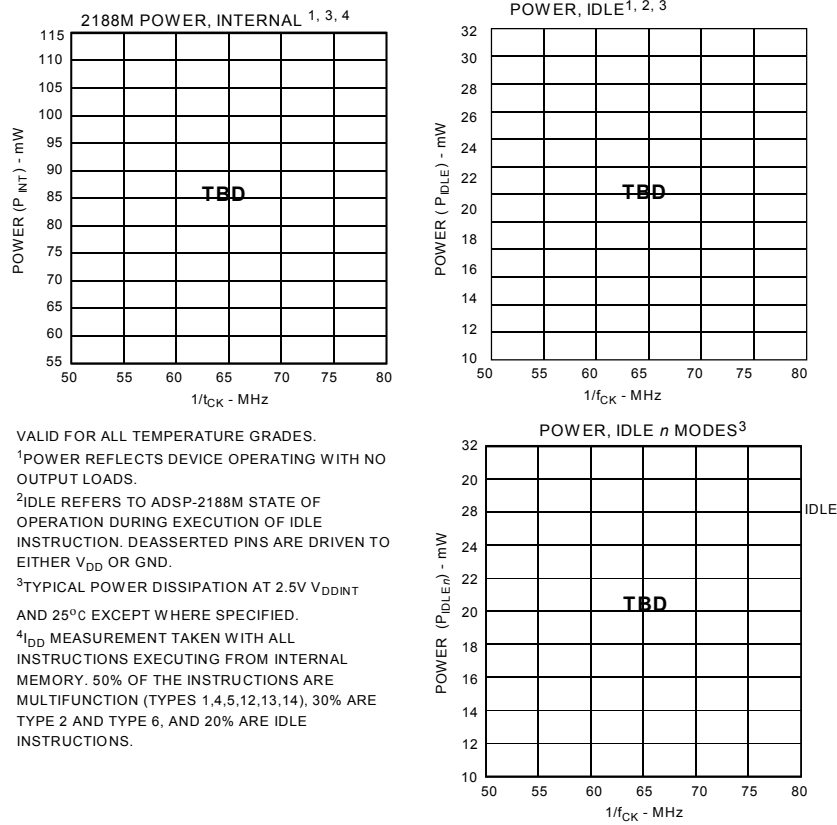 2188M POWER, INTERNAL 1, 3, 4
115
110
105
100
95
90
85
80
75
70
65
60
55
POWER (P INT) - mW
TBD
50 55 60 65 70 75 80
1/tCK - MHz
POWER, IDLE1, 2, 3
32
30
28
26
24
22
20
18
16
14
12
10
POWER ( PIDLE) - mW
TBD
50 55 60 65 70 75 80
1/fCK - MHz
VALID FOR ALL TEMPERATURE GRADES.
1POWER REFLECTS DEVICE OPERATING WITH NO
OUTPUT LOADS.
2IDLE REFERS TO ADSP-2188M STATE OF
OPERATION DURING EXECUTION OF IDLE
INSTRUCTION. DEASSERTED PINS ARE DRIVEN TO
EITHER VDD OR GND.
3TYPICAL POWER DISSIPATION AT 2.5V VDDINT
AND 25°C EXCEPT WHERE SPECIFIED.
4IDD MEASUREMENT TAKEN WITH ALL
INSTRUCTIONS EXECUTING FROM INTERNAL
MEMORY. 50% OF THE INSTRUCTIONS ARE
MULTIFUNCTION (TYPES 1,4,5,12,13,14), 30% ARE
TYPE 2 AND TYPE 6, AND 20% ARE IDLE
INSTRUCTIONS.
POWER, IDLE n MODES3
32
20
28
24
22
20
18
16
14
12
10
POWER (PIDLEn) - mW
TBD
IDLE
50 55 60 65 70 75 80
1/fCK - MHz